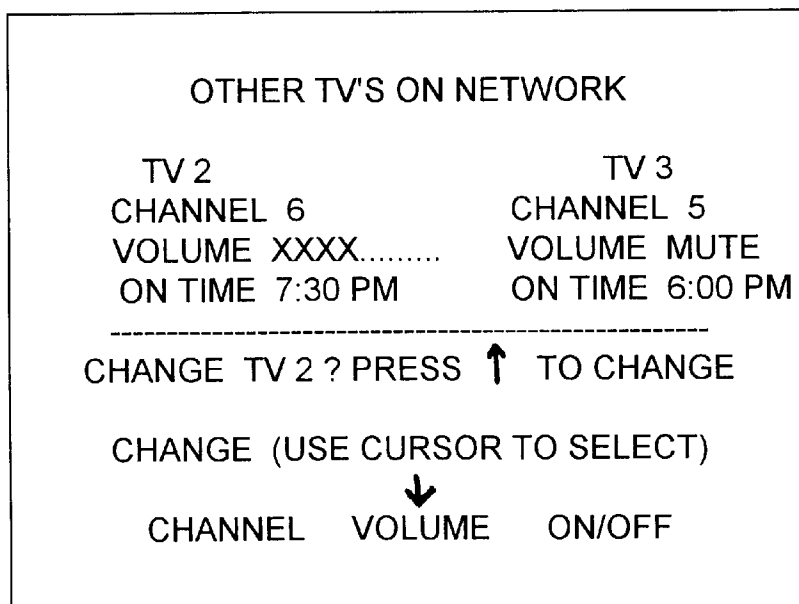 OTHER TV'S ON NETWORK
TV 2 TV 3
CHANNEL 6 CHANNEL 5
VOLUME XXXX......... VOLUME MUTE
ON TIME 7:30 PM ON TIME 6:00 PM
CHANGE TV 2 ? PRESS ↑ TO CHANGE
CHANGE (USE CURSOR TO SELECT)
↓
CHANNEL VOLUME ON/OFF